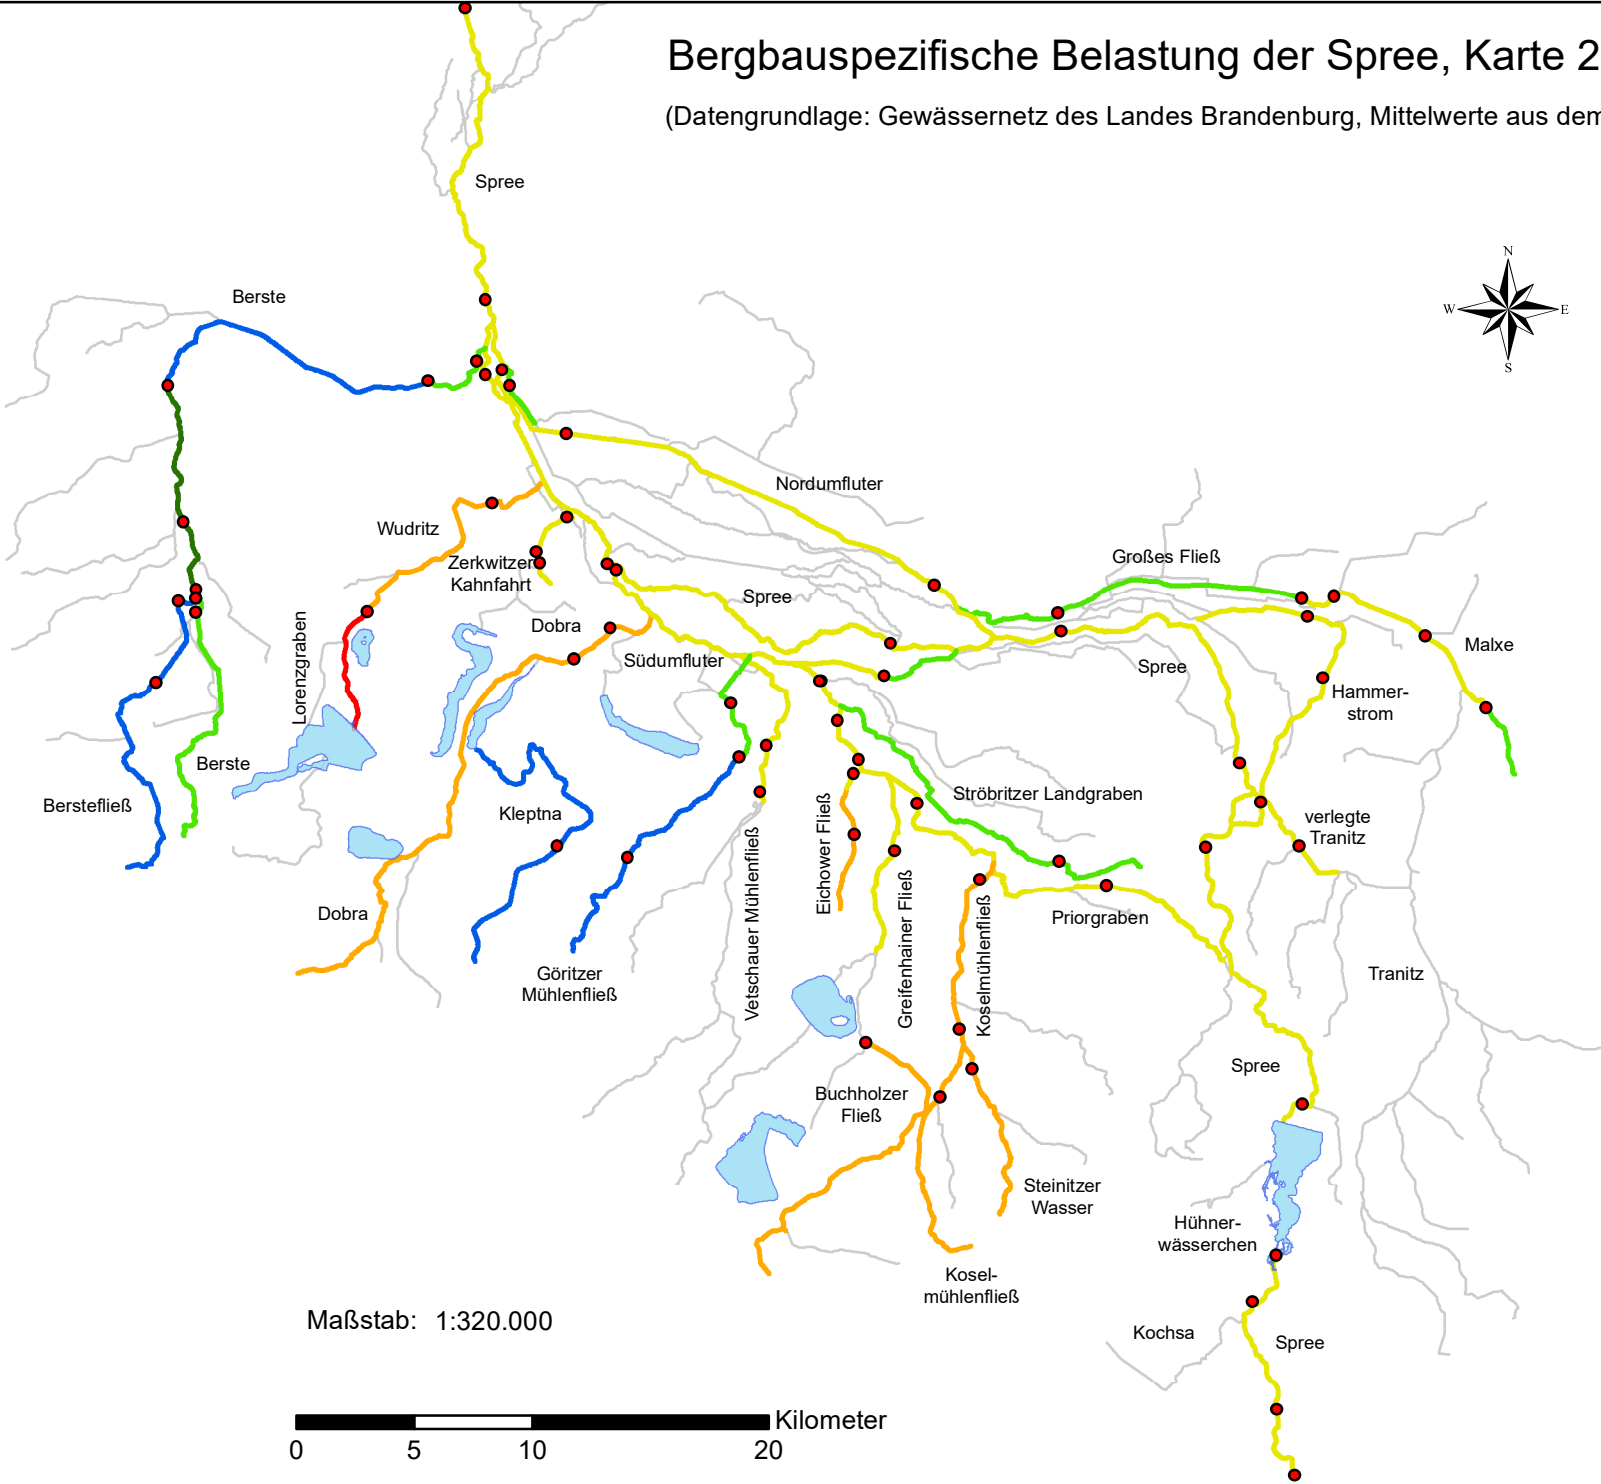 Bergbauspezifische Belastung der Spree, Karte 2
(Datengrundlage: Gewässernetz des Landes Brandenburg, Mittelwerte aus dem
Spree
N
W
E
S
Berste
Nordumfluter
Wudritz
Zerkwitzer
Kahnfahrt
Großes Fließ
Spree
Dobra
Südumfluter
Lorenzgraben
Malxe
Spree
Hammer-
strom
Berste
Berstefließ
Kleptna
Ströbritzer Landgraben
verlegte
Tranitz
Eichower Fließ
Vetschauer Mühlenfließ
Greifenhainer Fließ
Koselmühlenfließ
Priorgraben
Dobra
Göritzer
Mühlenfließ
Tranitz
Spree
Buchholzer
Fließ
Steinitzer
Wasser
Hühner-
wässerchen
Kosel-
mühlenfließ
Kochsa
Spree
Maßstab: 1:320.000
Kilometer
0 5 10 20